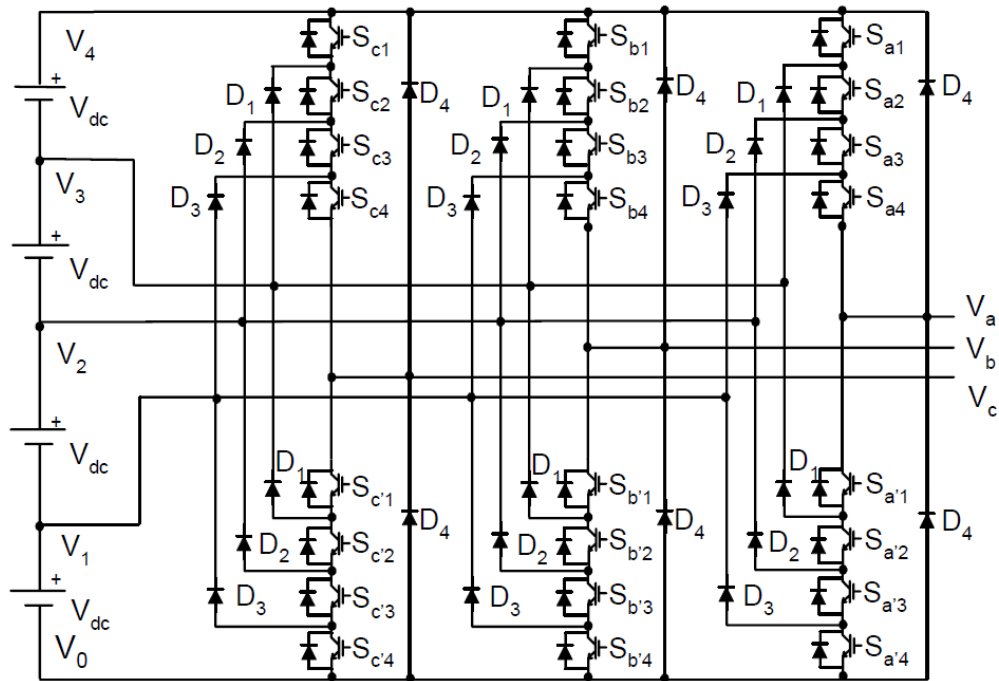 V4 + Sc1 Sb1 Sa1
Vdc D1 Sc2 D4 D1 Sb2 D4 D1 Sa2 D4
D2 Sc3 D2 Sb3 D2 Sa3
V3 D3 Sc4 D3 Sb4 D3 Sa4
+
Vdc
Va
V2 Vb
Vc
+
Vdc D1 Sc'1 D1 Sb'1 D1 Sa'1
D4 D4 D4
V1 D2 Sc'2 D2 Sb'2 D2 Sa'2
+ D3 Sc'3 D3 Sb'3 D3 Sa'3
Vdc
V0 Sc'4 Sb'4 Sa'4